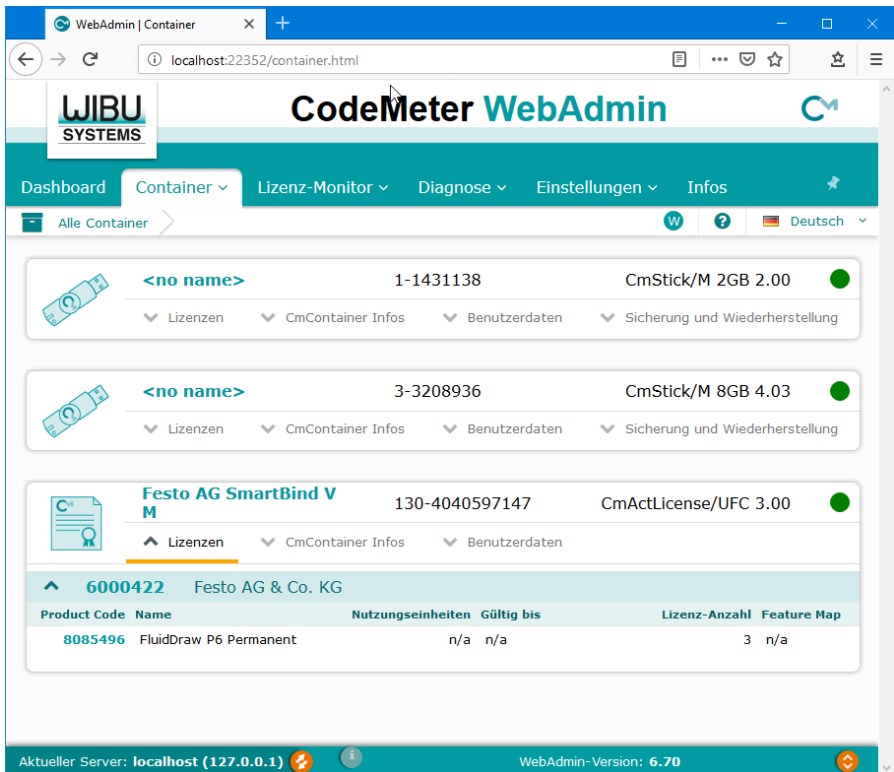 WebAdmin | Container
localhost:22352/container.html
WIBU
SYSTEMS
CodeMeter WebAdmin
CM
Dashboard Container Lizenz-Monitor Diagnose Einstellungen Infos
Alle Container W ? Deutsch
<no name> 1-1431138 CmStick/M 2GB 2.00
Lizenzen CmContainer Infos Benutzerdaten Sicherung und Wiederherstellung
<no name> 3-3208936 CmStick/M 8GB 4.03
Lizenzen CmContainer Infos Benutzerdaten Sicherung und Wiederherstellung
Festo AG SmartBind V
M
130-4040597147 CmActLicense/UFC 3.00
Lizenzen CmContainer Infos Benutzerdaten
6000422 Festo AG & Co. KG
Product Code Name Nutzungseinheiten Gültig bis Lizenz-Anzahl Feature Map
8085496 FluidDraw P6 Permanent n/a n/a 3 n/a
Aktueller Server: localhost (127.0.0.1) i WebAdmin-Version: 6.70